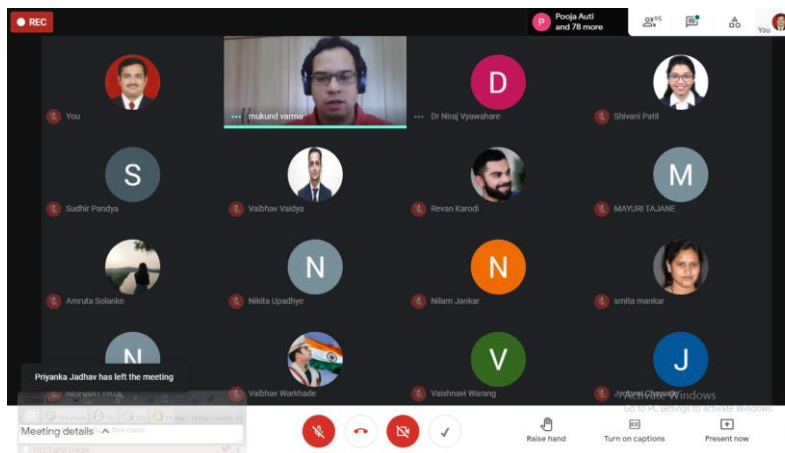 REC
P
Pooja Auti
and 78 more
95
You
You
mukund varma
D
Dr Niraj Vyawahare
Shivani Patil
S
Sudhir Pandya
Vaibhav Vaidya
Revan Karodi
M
MAYURI TAJANE
Amruta Solanke
N
Nikita Upadhye
N
Nilam Jankar
smita mankar
N
Priyanka Jadhav has left the meeting
Vaibhav Warkhade
V
Vaishnavi Warang
J
Activate Windows
Go to PC settings to activate Windows.
Meeting details
Raise hand
Turn on captions
Present now